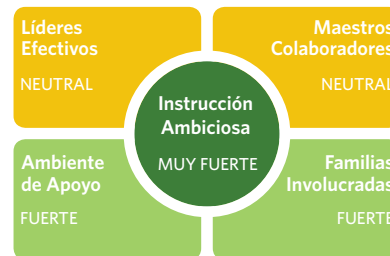 Líderes
Efectivos
NEUTRAL
Maestros
Colaboradores
NEUTRAL
Instrucción
Ambiciosa
MUY FUERTE
Ambiente
de Apoyo
FUERTE
Familias
Involucradas
FUERTE